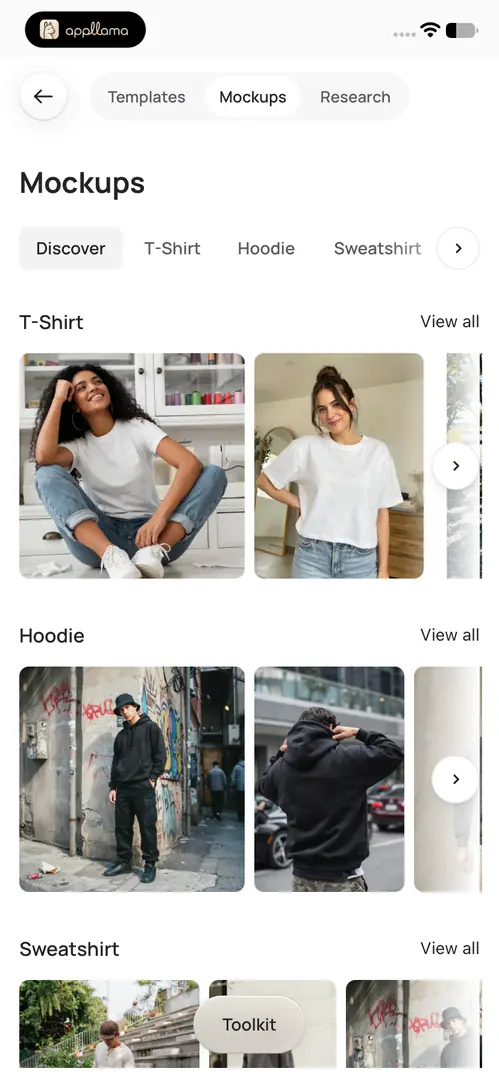 appllama
Templates Mockups Research
Mockups
Discover T-Shirt Hoodie Sweatshirt
T-Shirt View all
Hoodie View all
Sweatshirt View all
Toolkit